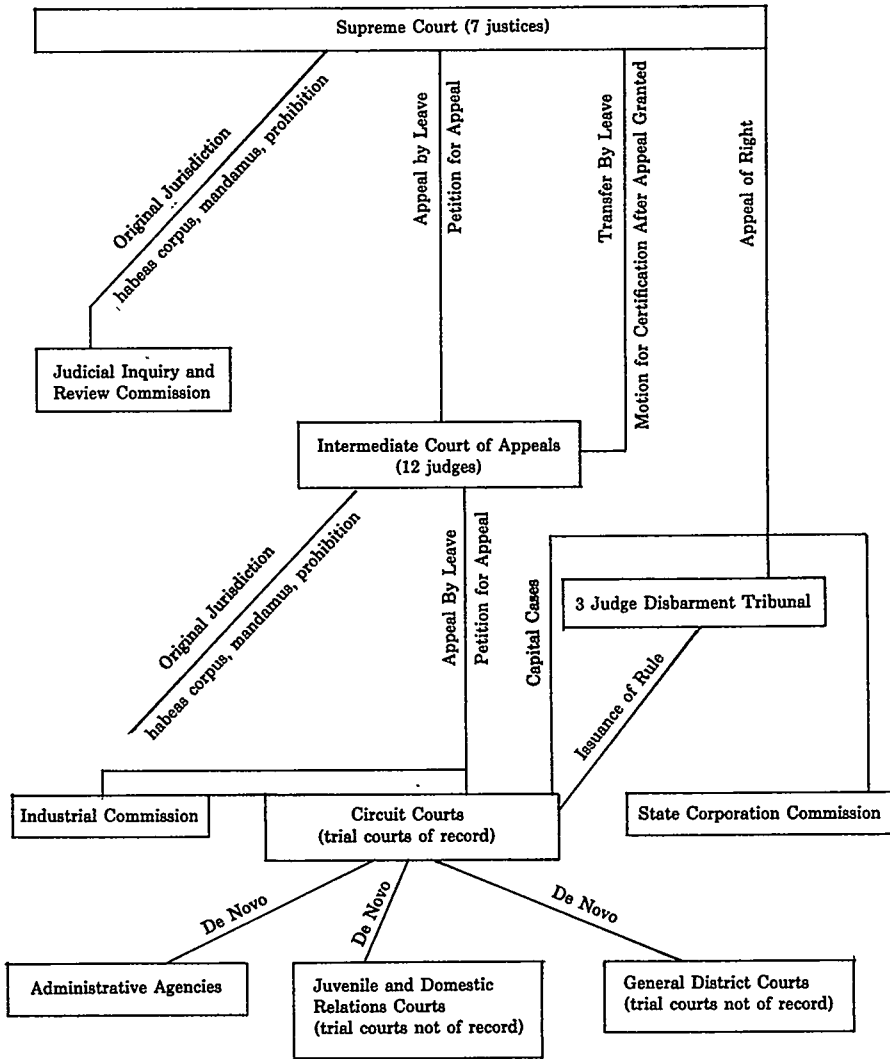 Supreme Court (7 justices)
Original Jurisdiction
habeas corpus, mandamus, prohibition
Appeal by Leave
Petition for Appeal
Transfer By Leave
Motion for Certification After Appeal Granted
Appeal of Right
Judicial Inquiry and
Review Commission
Intermediate Court of Appeals
(12 judges)
Original Jurisdiction
habeas corpus, mandamus, prohibition
Appeal By Leave
Petition for Appeal
Capital Cases
3 Judge Disbarment Tribunal
Issuance of Rule
Industrial Commission
Circuit Courts
(trial courts of record)
State Corporation Commission
De Novo
De Novo
De Novo
Administrative Agencies
Juvenile and Domestic
Relations Courts
(trial courts not of record)
General District Courts
(trial courts not of record)